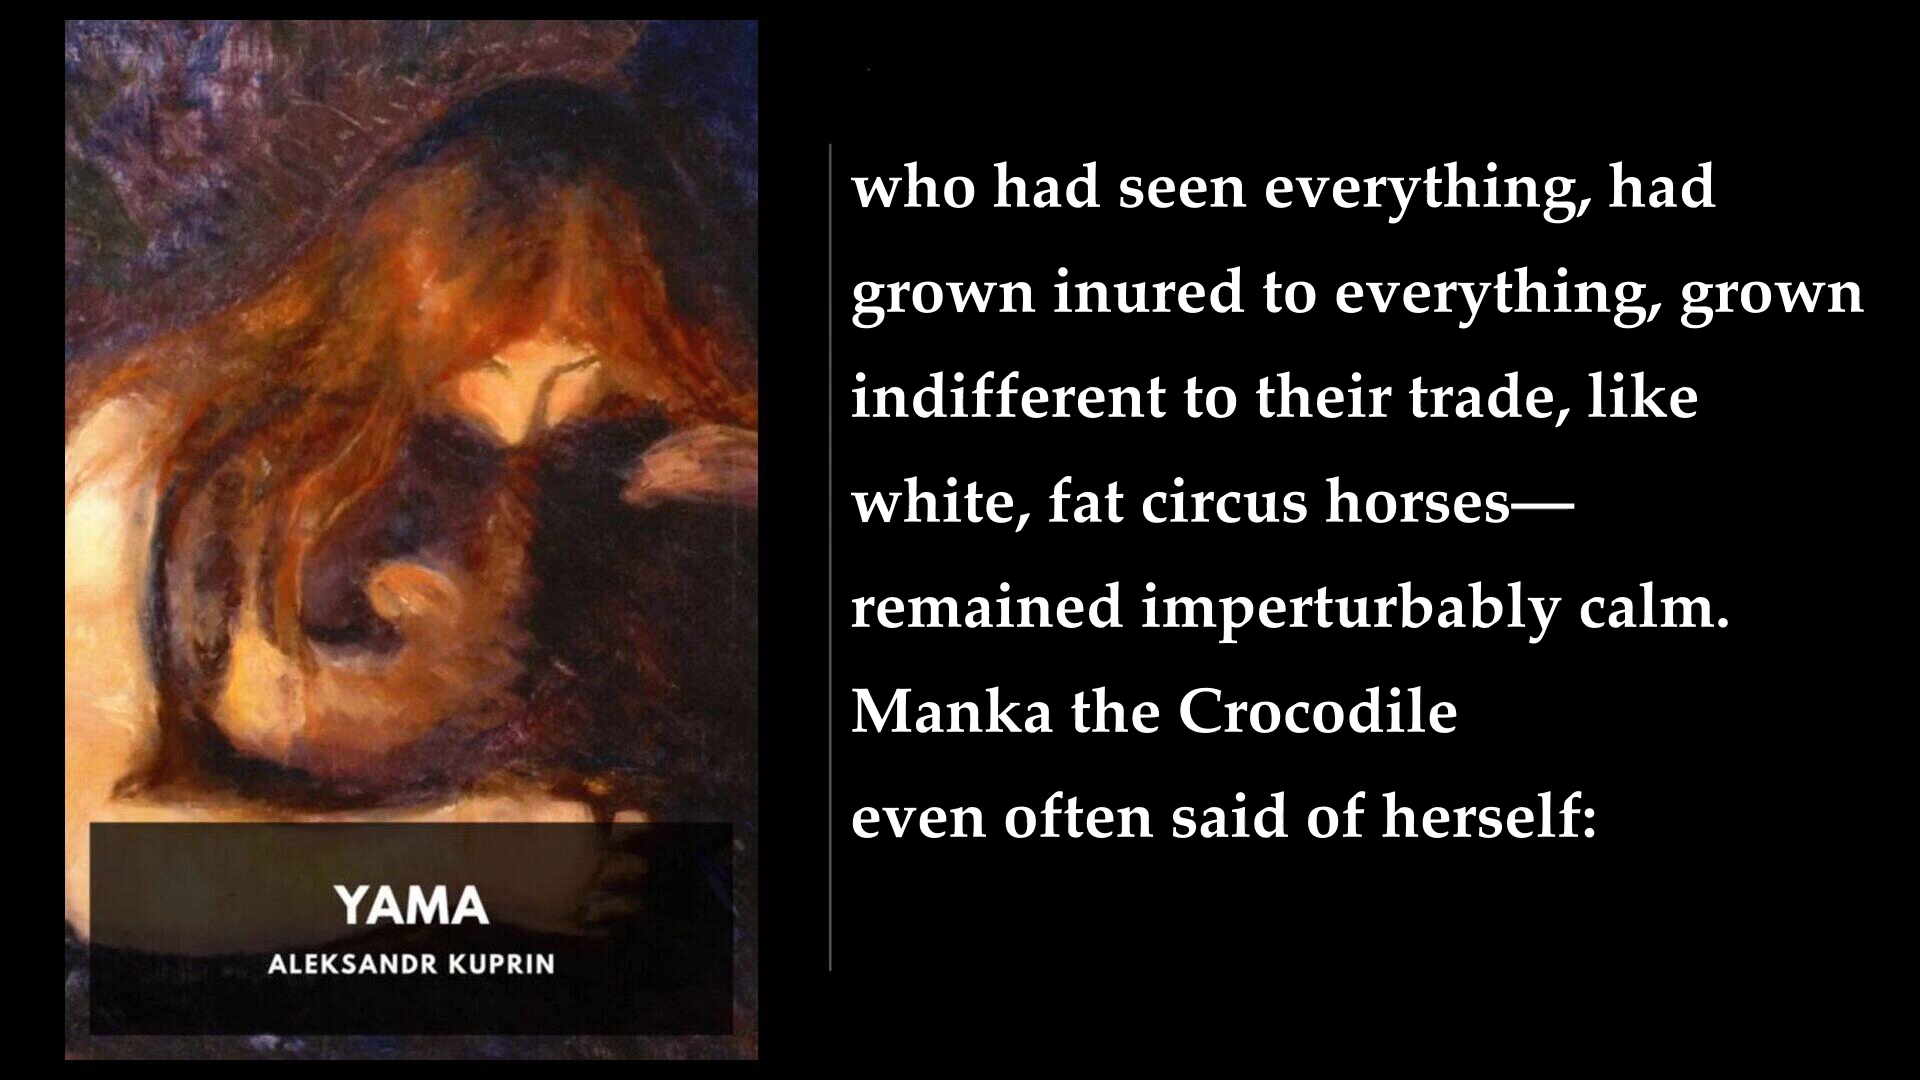 YAMA
ALEKSANDR KUPRIN
who had seen everything, had
grown inured to everything, grown
indifferent to their trade, like
white, fat circus horses—
remained imperturbably calm.
Manka the Crocodile
even often said of herself: